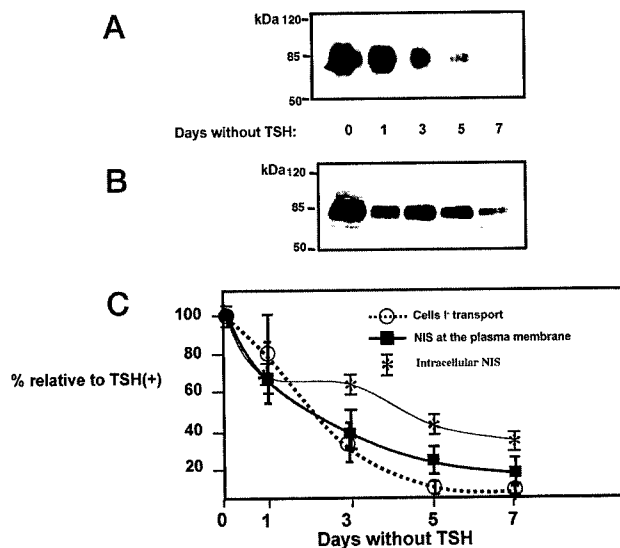 A
kDa 120
85
50
Days without TSH: 0 1 3 5 7
B
kDa 120
85
50
C
100
80
60
40
20
% relative to TSH(+)
Cells I- transport
NIS at the plasma membrane
Intracellular NIS
0 1 3 5 7
Days without TSH